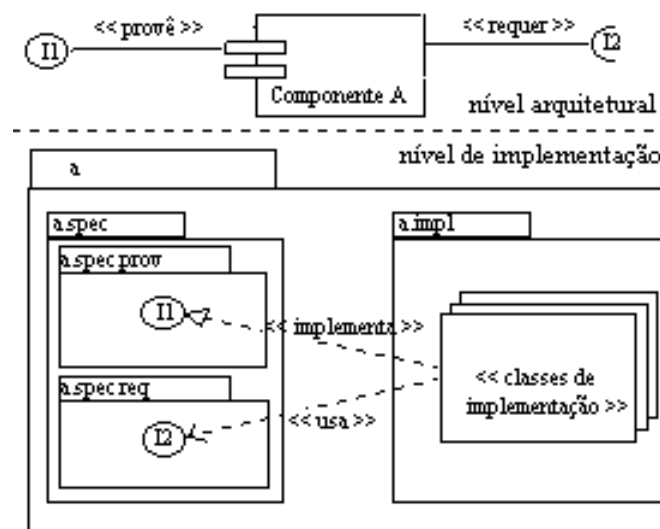 << provê >>
<< requer >>
I1
I2
Componente A
nível arquitetural
nível de implementação
a
a.spec
a.impl
a.spec.prov
I1
<< implementa >>
a.spec.req
<< classes de
implementação >>
I2
<< usa >>